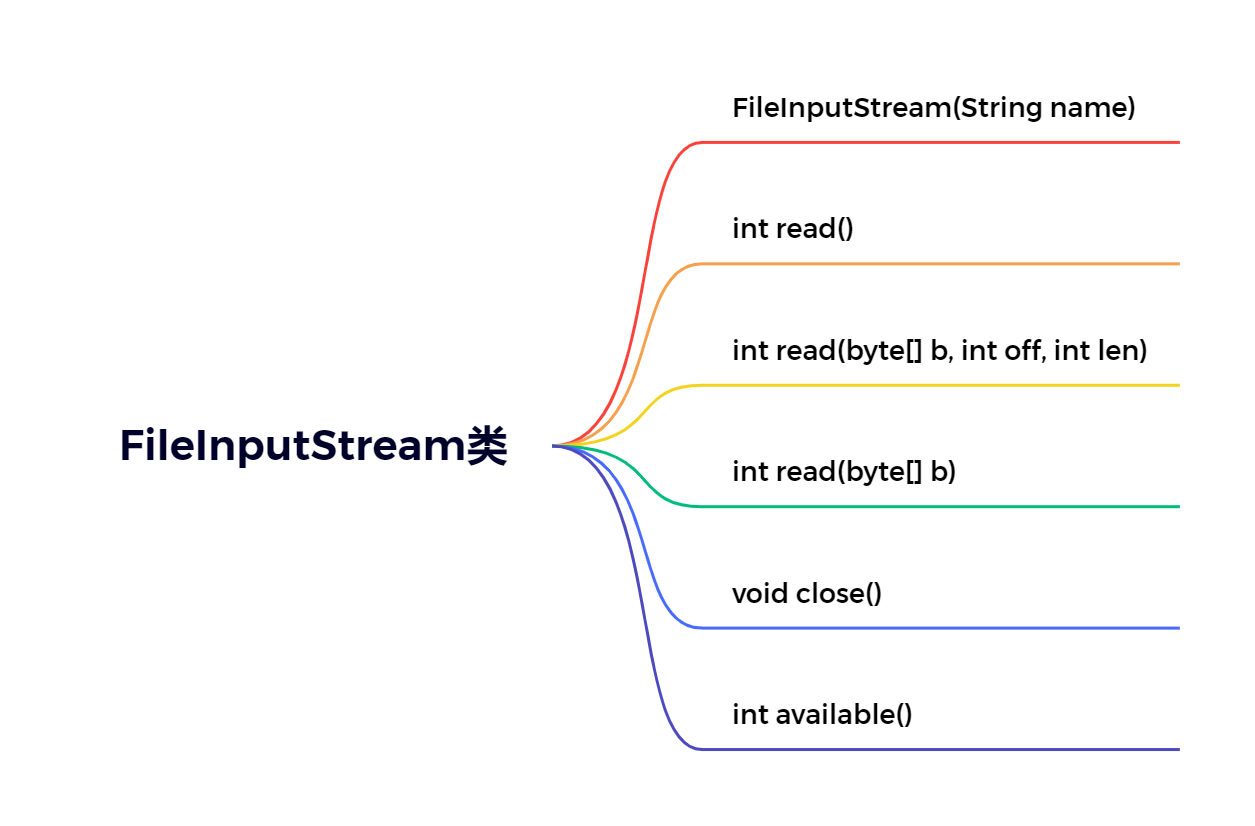 FileInputStream(String name)
int read()
int read(byte[] b, int off, int len)
FileInputStream类
int read(byte[] b)
void close()
int available()